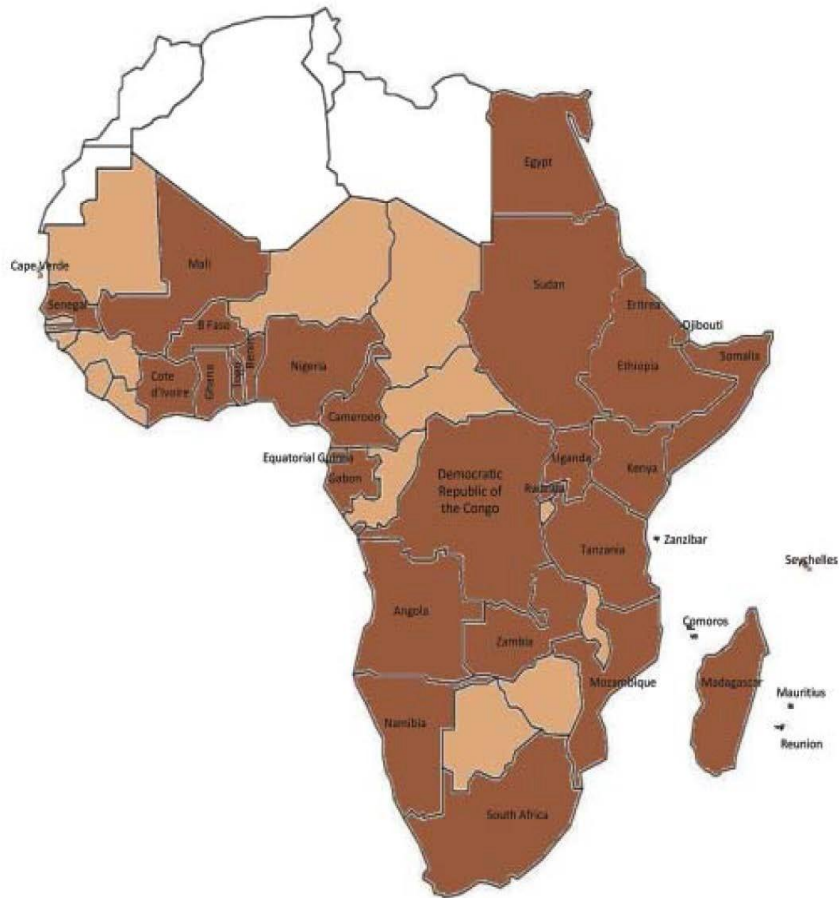 Egypt
Cape Verde
Mali
Sudan
Senegal
Eritrea
B Faso
Djibouti
Benin
Somalia
Nigeria
Ethiopia
Cote
d'Ivoire
Ghana
Togo
Cameroon
Equatorial Guinea
Uganda
Kenya
Gabon
Democratic
Republic of
the Congo
Rwanda
Zanzibar
Tanzania
Seychelles
Angola
Comoros
Zambia
Mozambique
Madagascar
Mauritius
Namibia
Reunion
South Africa